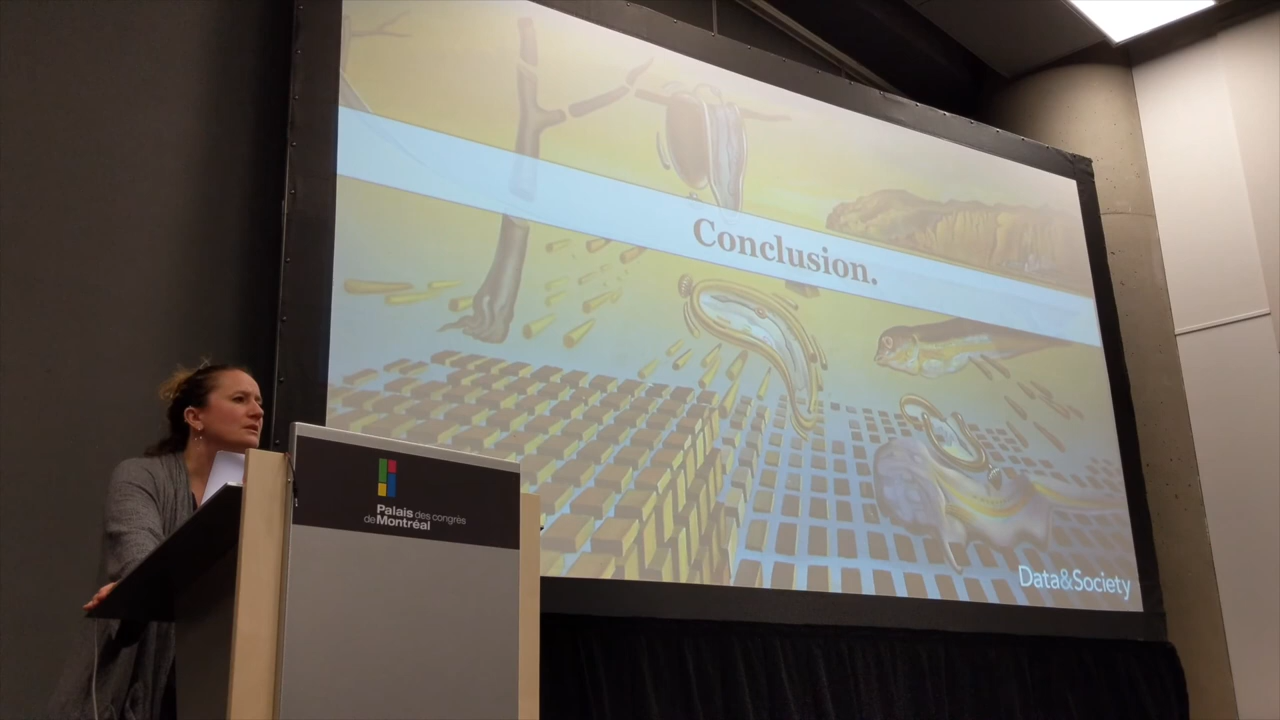 Conclusion.
Palais des congrès
de Montréal
Data&Society